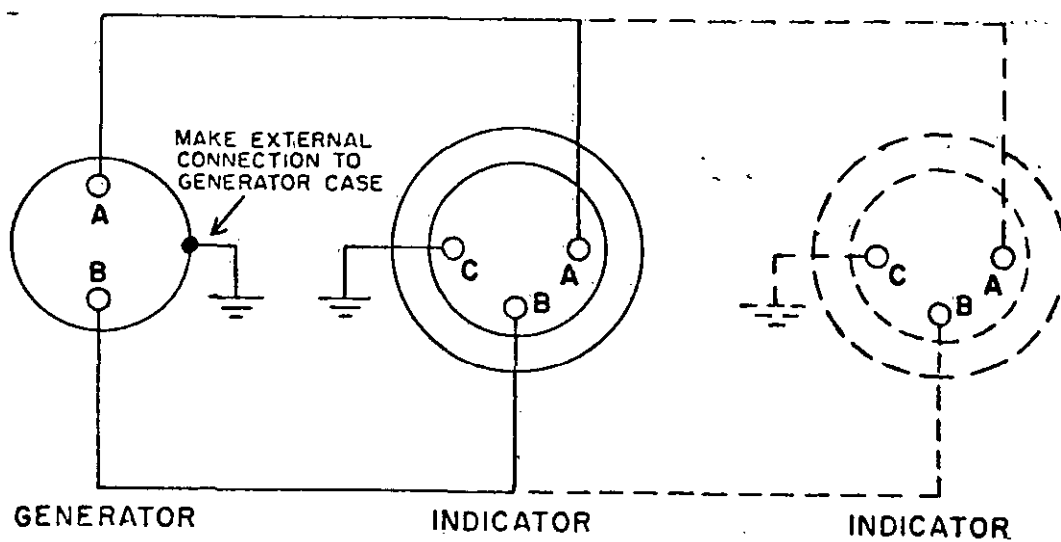 MAKE EXTERNAL
CONNECTION TO
GENERATOR CASE
A
B
C
A
B
C
A
B
GENERATOR
INDICATOR
INDICATOR